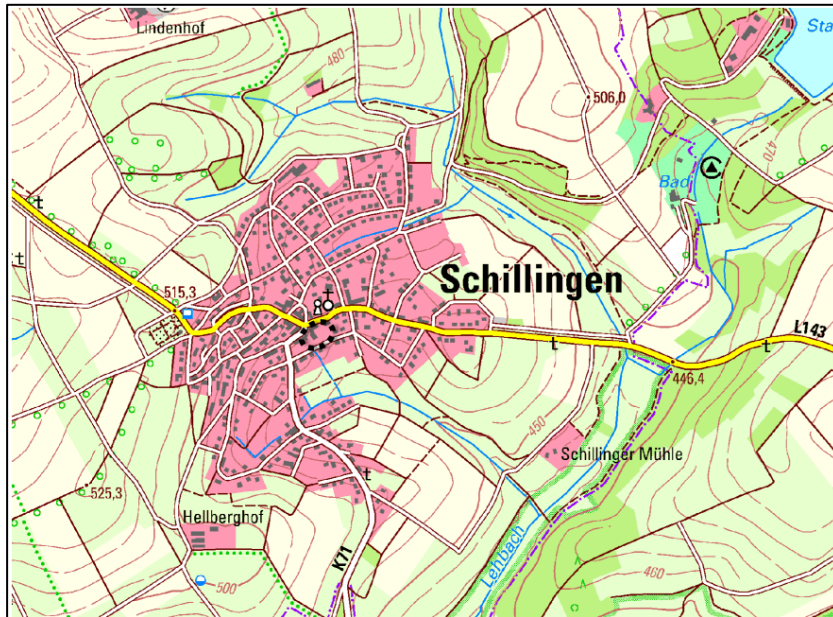 Lindenhof
Sta
480
506,0
470
Bad
t
t
Schillingen
515,3
L143
t
t
446,4
450
Schillinger Mühle
t
525,3
Hellberghof
K71
Lehbach
500
460